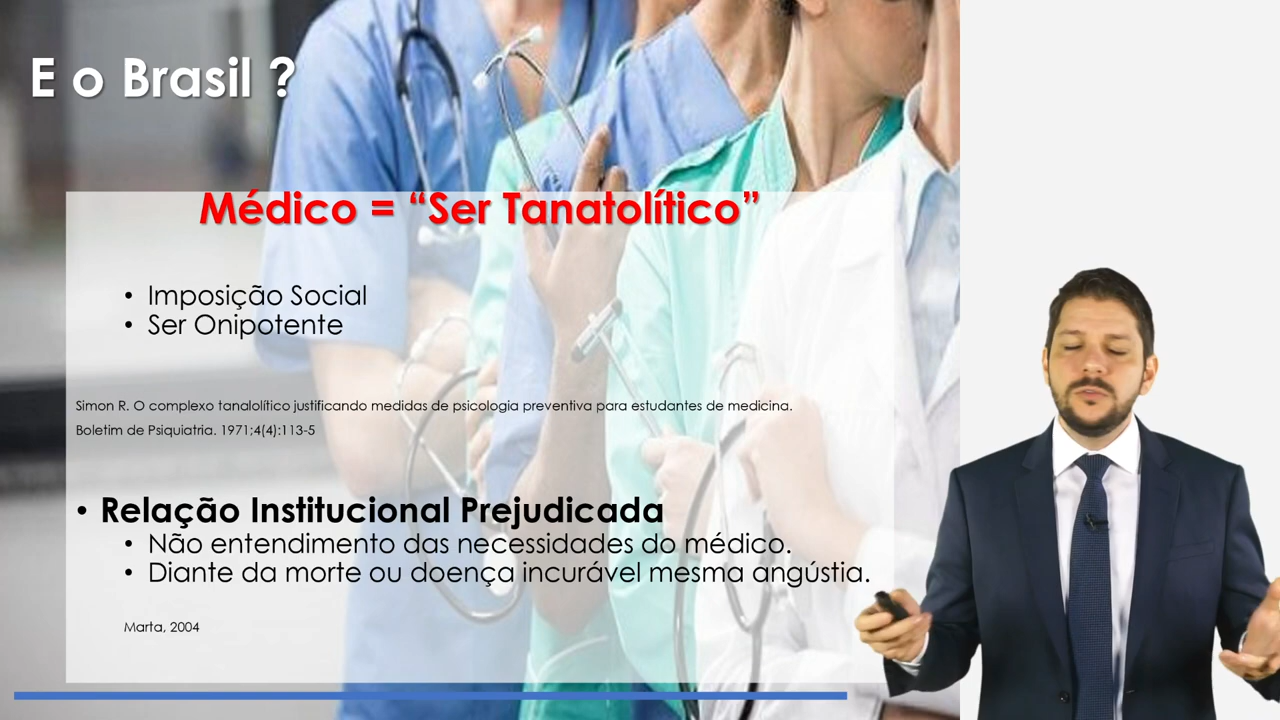 E o Brasil ?
Médico = “Ser Tanatolítico”
• Imposição Social
• Ser Onipotente
Simon R. O complexo tanalolítico justificando medidas de psicologia preventiva para estudantes de medicina.
Boletim de Psiquiatria. 1971;4(4):113-5
• Relação Institucional Prejudicada
• Não entendimento das necessidades do médico.
• Diante da morte ou doença incurável mesma angústia.
Marta, 2004